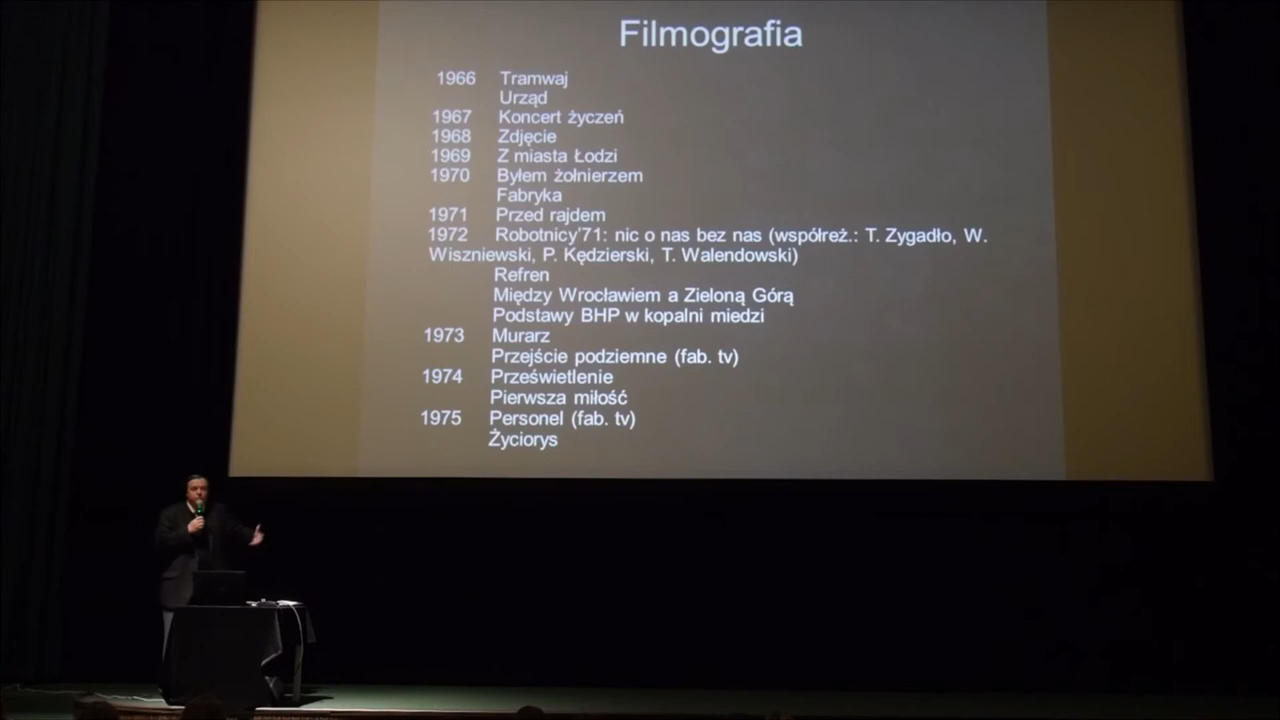 Filmografia
1966 Tramwaj
Urząd
1967 Koncert życzeń
1968 Zdjęcie
1969 Z miasta Łodzi
1970 Byłem żołnierzem
Fabryka
1971 Przed rajdem
1972 Robotnicy'71: nic o nas bez nas (współreż.: T. Zygadło, W.
Wiszniewski, P. Kędzierski, T. Walendowski)
Refren
Między Wrocławiem a Zieloną Górą
Podstawy BHP w kopalni miedzi
1973 Murarz
Przejście podziemne (fab. tv)
1974 Prześwietlenie
Pierwsza miłość
1975 Personel (fab. tv)
Życiorys